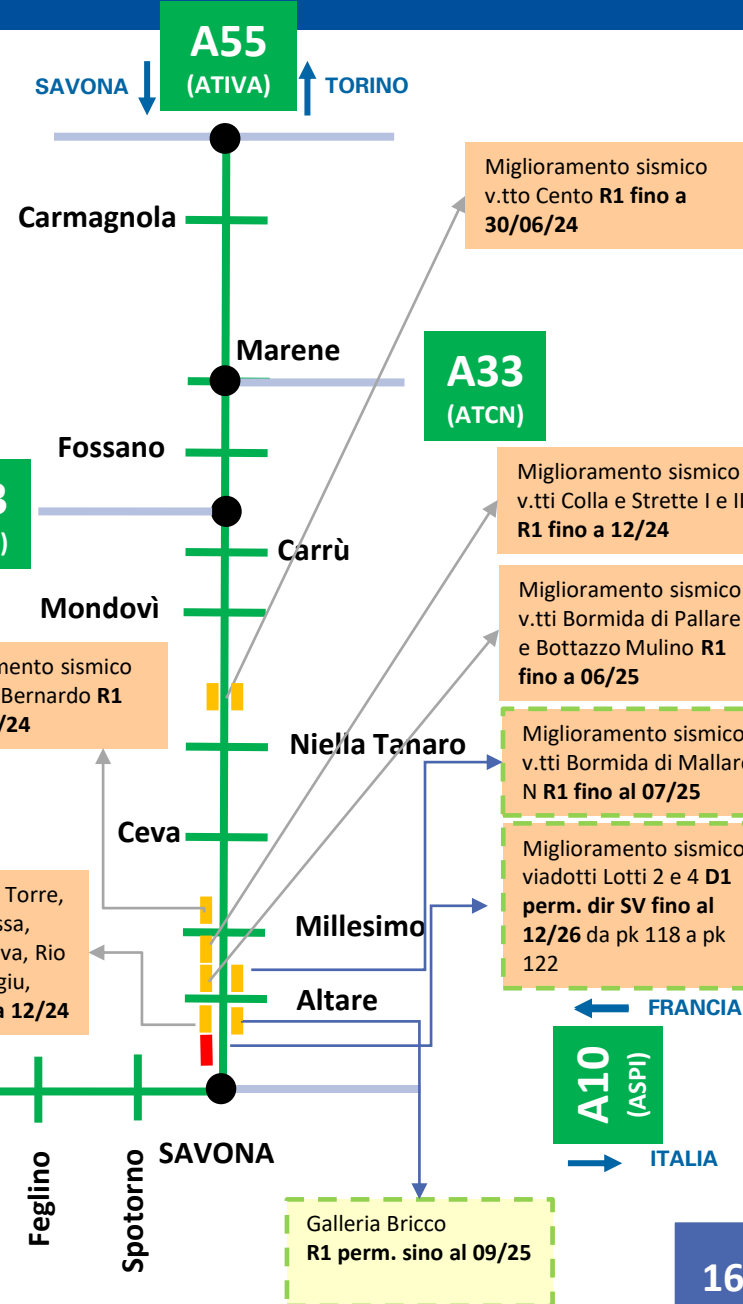 A55
(ATIVA)
SAVONA
TORINO
Miglioramento sismico
v.tto Cento R1 fino a
30/06/24
Carmagnola
Marene
A33
(ATCN)
Fossano
Miglioramento sismico
v.tti Colla e Strette I e II
R1 fino a 12/24
3
)
Carrù
Mondovì
Miglioramento sismico
v.tti Bormida di Pallare
e Bottazzo Mulino R1
fino a 06/25
mento sismico
Bernardo R1
/24
Niella Tanaro
Miglioramento sismico
v.tti Bormida di Mallare
N R1 fino al 07/25
Ceva
Miglioramento sismico
viadotti Lotti 2 e 4 D1
perm. dir SV fino al
12/26 da pk 118 a pk
122
Torre,
ssa,
va, Rio
giu,
a 12/24
Millesimo
Altare
FRANCIA
A10
(ASPI)
ITALIA
SAVONA
Feglino
Spotorno
Galleria Bricco
R1 perm. sino al 09/25
16